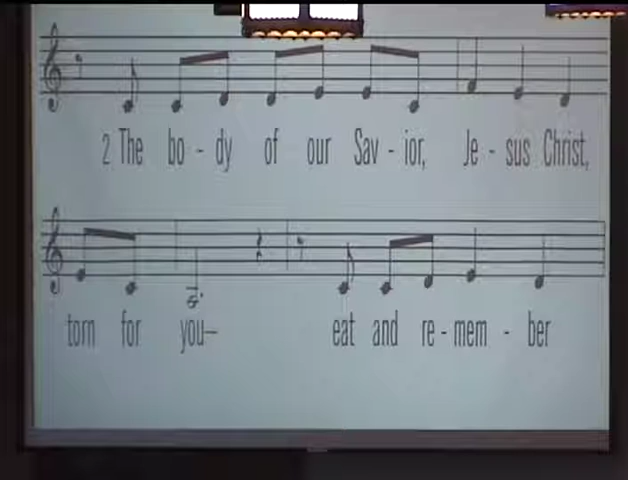 2 The bo - dy of our Sav - ior, Je - sus Christ,
torn for you– eat and re - mem - ber